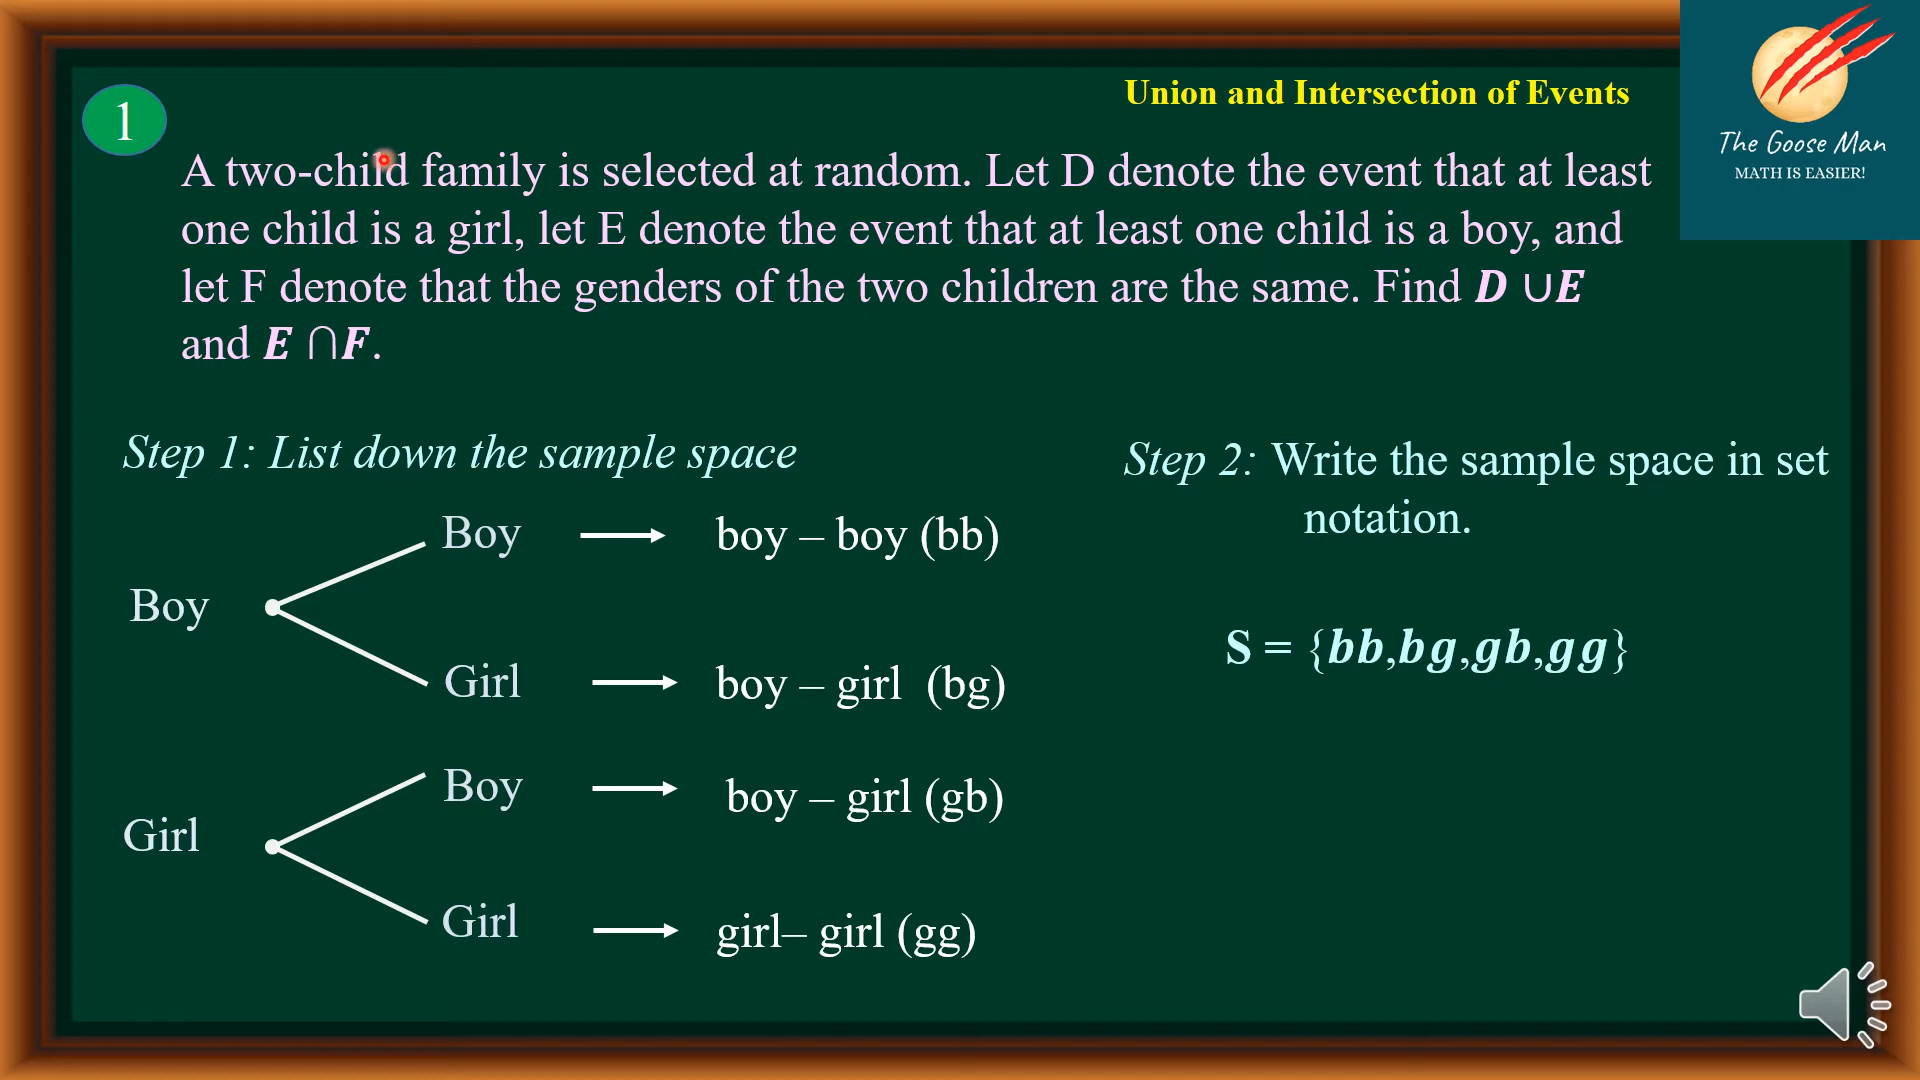 Union and Intersection of Events
The Goose Man
MATH IS EASIER!
1
A two-child family is selected at random. Let D denote the event that at least
one child is a girl, let E denote the event that at least one child is a boy, and
let F denote that the genders of the two children are the same. Find D ∪E
and E ∩F.
Step 1: List down the sample space
Boy
Boy → boy – boy (bb)
Girl → boy – girl (bg)
Girl
Boy → boy – girl (gb)
Girl → girl– girl (gg)
Step 2: Write the sample space in set
notation.
S = {bb,bg,gb,gg}